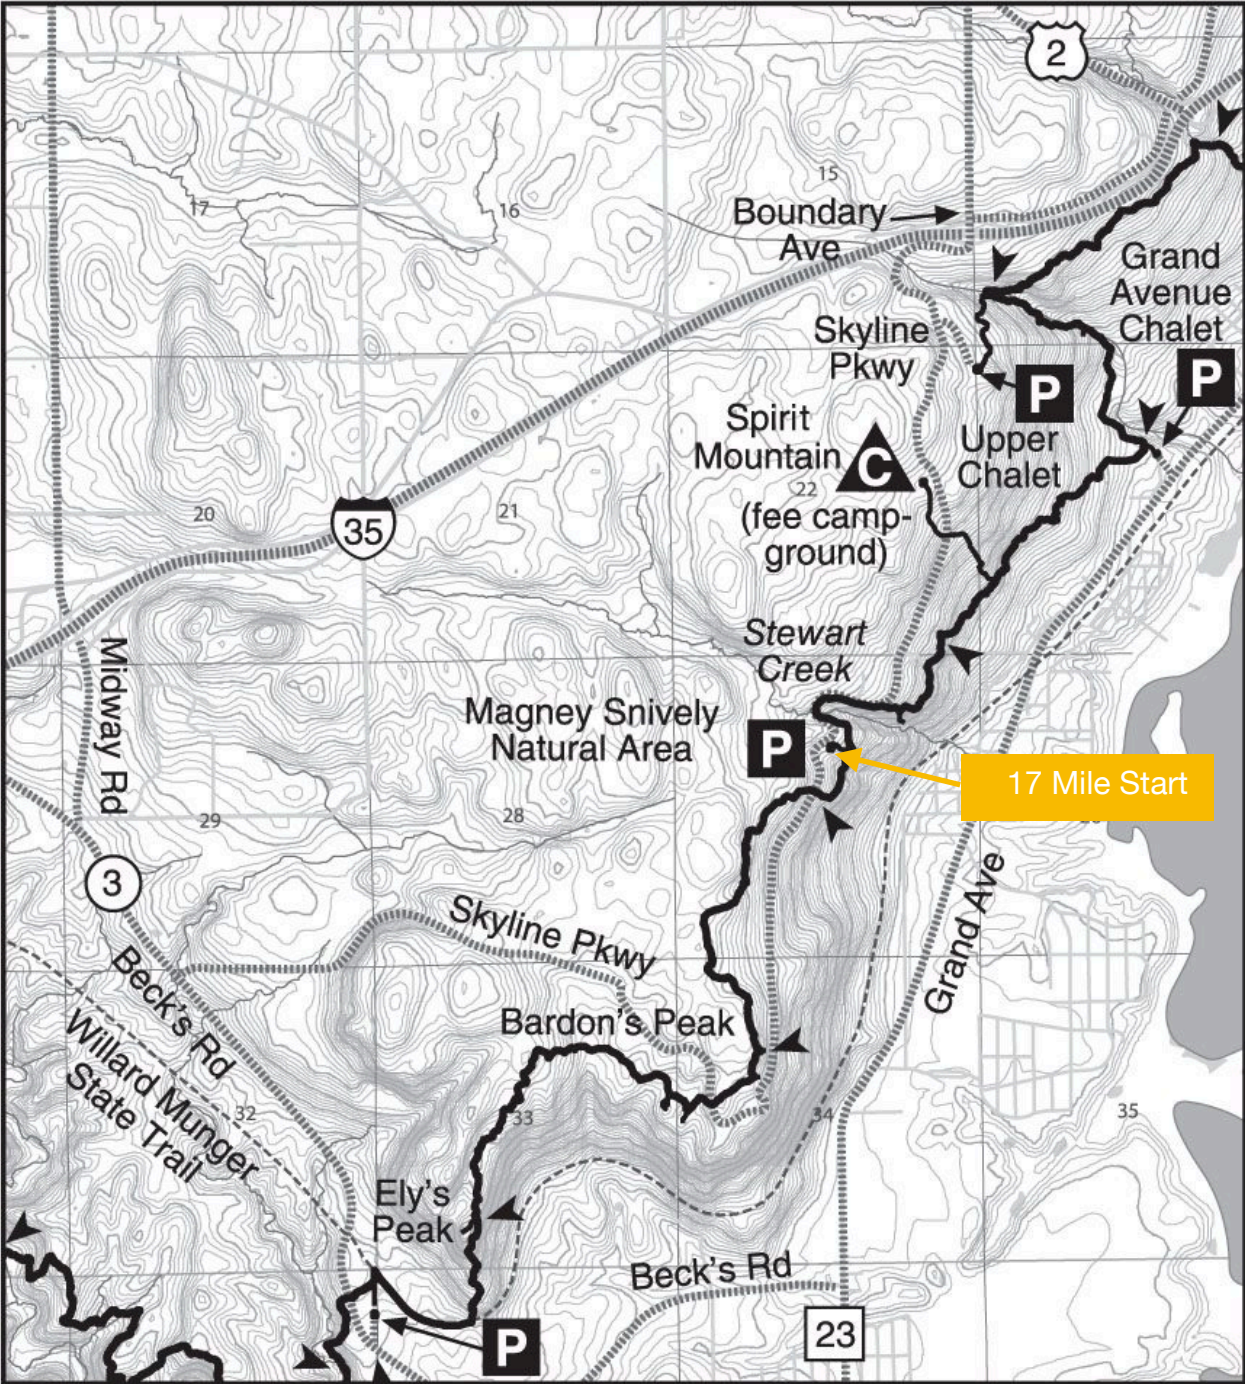 2
15
17
16
Boundary
Ave
Grand
Avenue
Chalet
Skyline
Pkwy
P
P
Spirit
Mountain
C
22
(fee camp-
ground)
Upper
Chalet
20
21
35
Stewart
Creek
Midway Rd
Magney Snively
Natural Area
P
17 Mile Start
29
28
3
Skyline Pkwy
Grand Ave
Beck's Rd
Bardon's Peak
Willard Munger
State Trail
32
33
34
35
Ely's
Peak
Beck's Rd
P
23